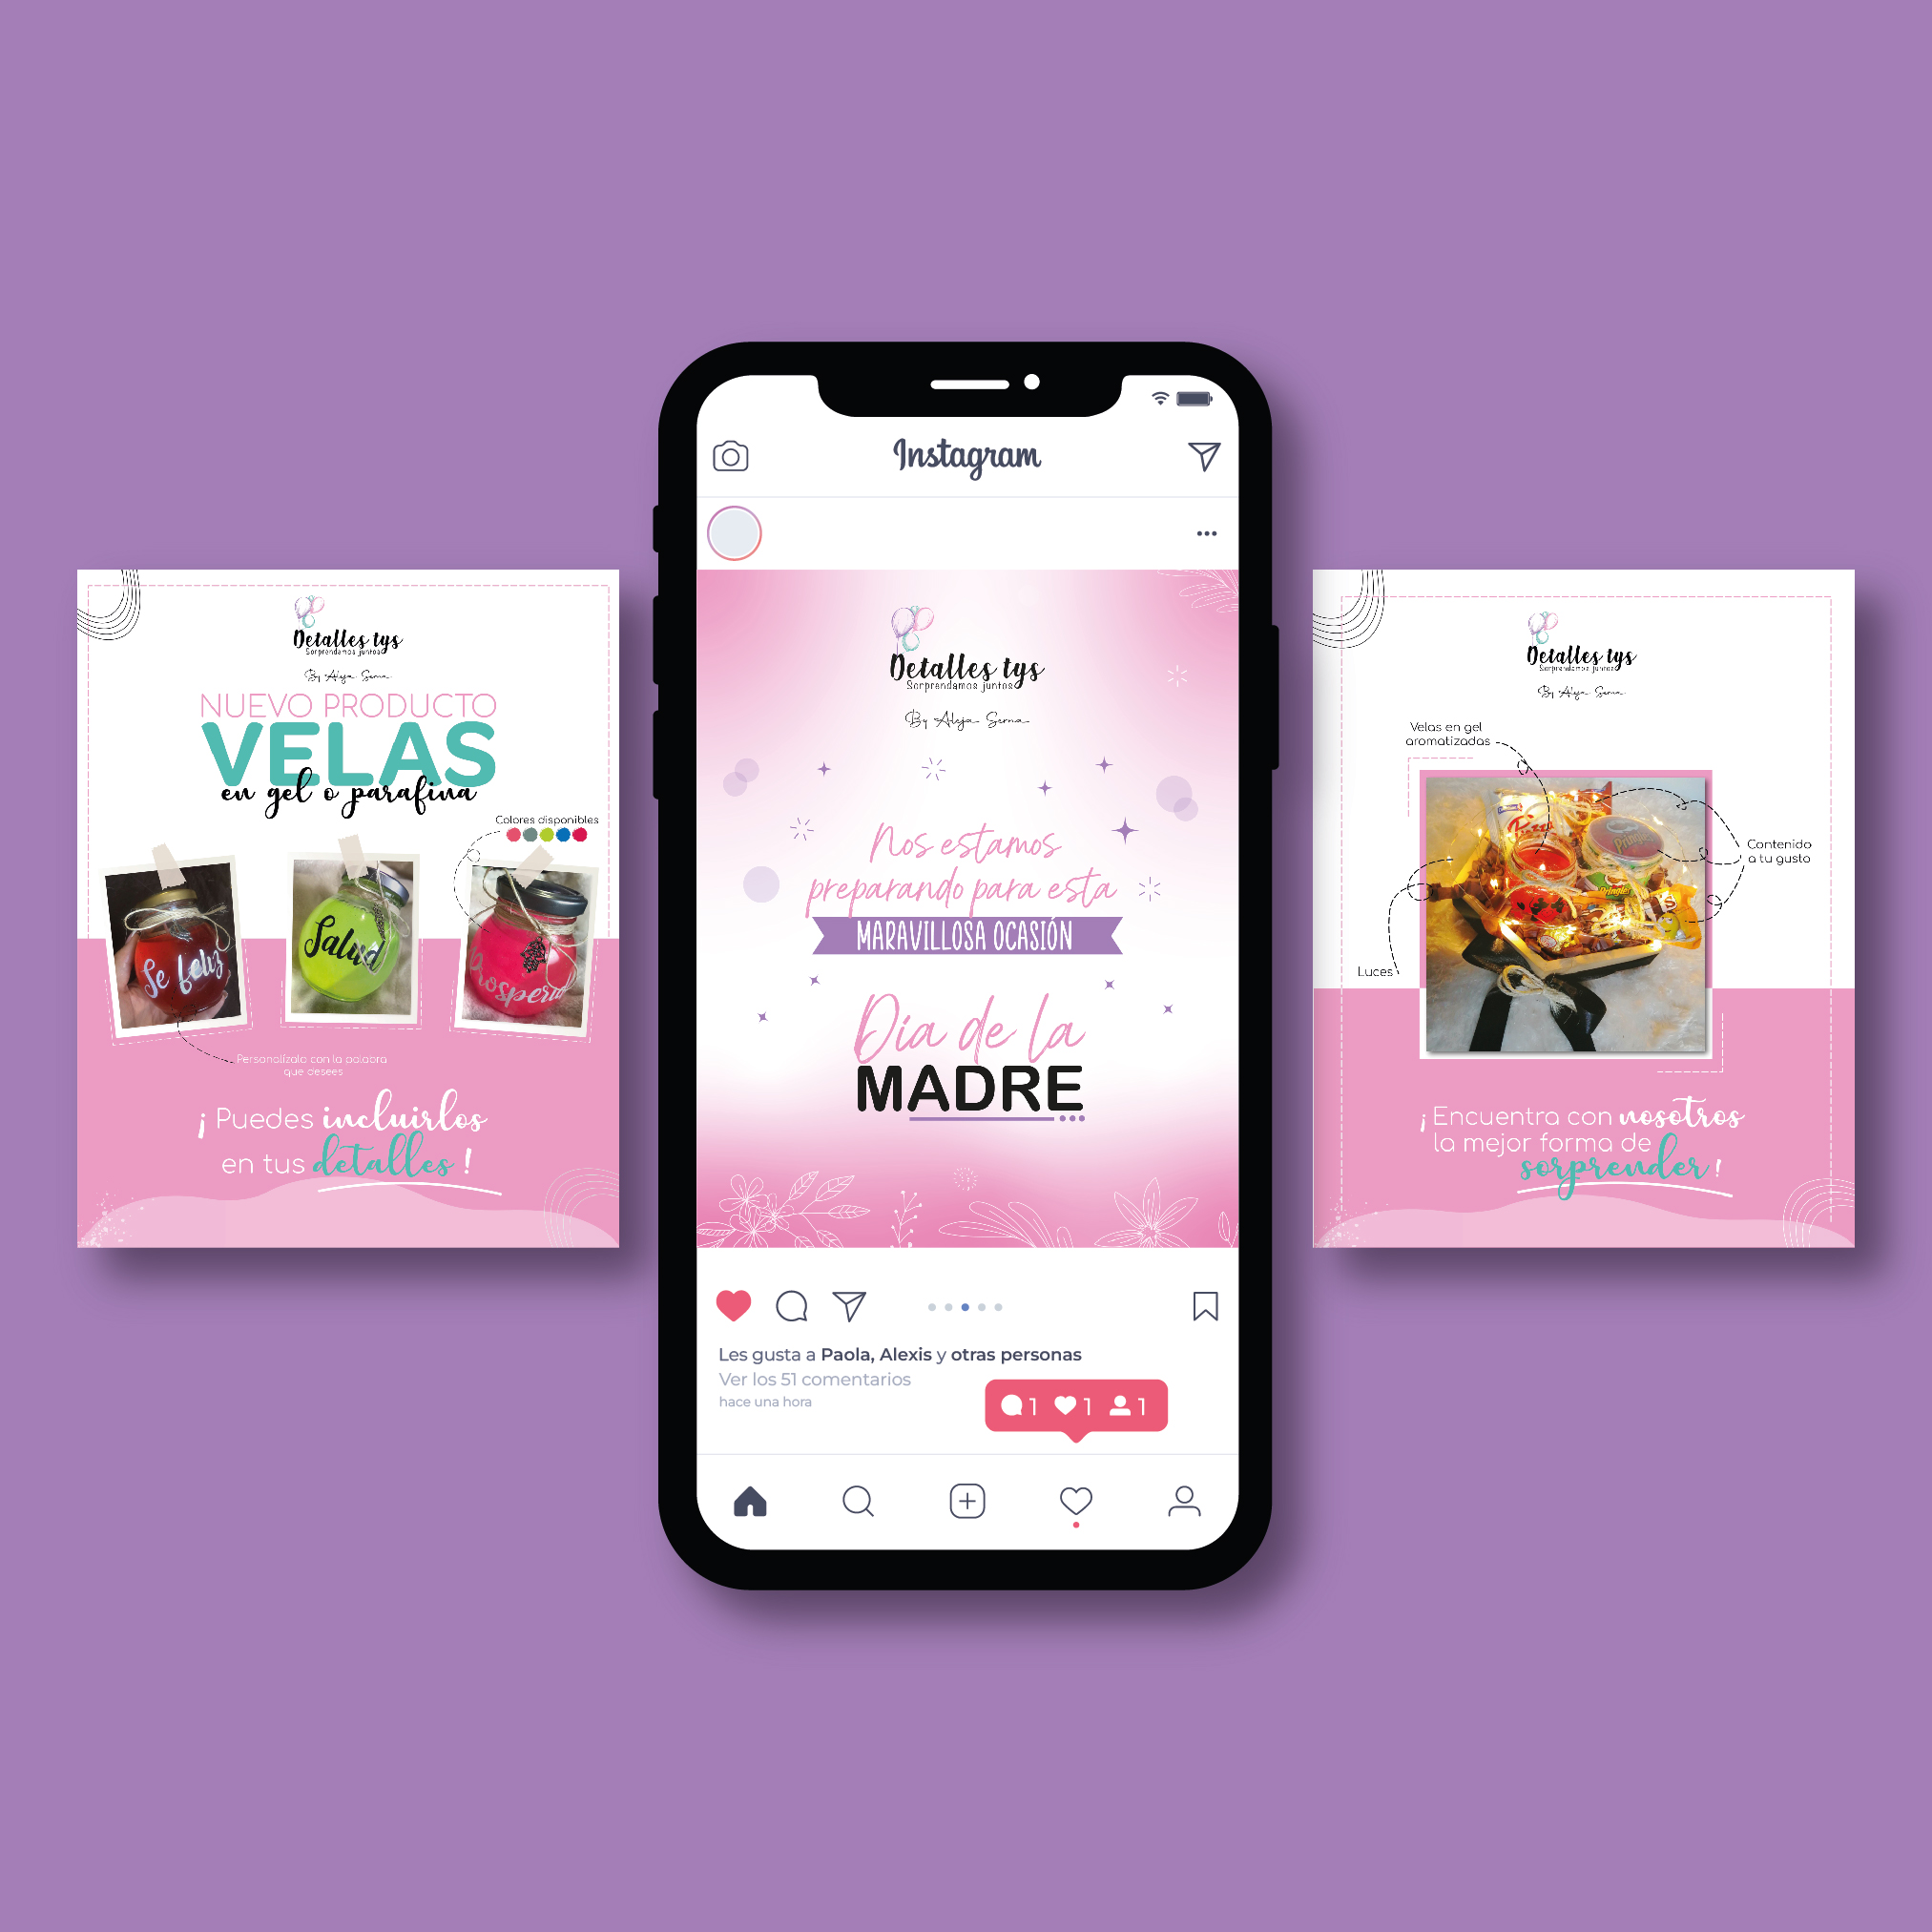 Detalles tys
Sorprendamos juntos
By Aleja Serna
NUEVO PRODUCTO
VELAS
en gel o parafina
Colores disponibles
Se feliz
Salud
Personalízala con la palabra
que desees
¡ Puedes incluirlos
en tus detalles !
Instagram
Detalles tys
Sorprendamos juntos
By Aleja Serna
Nos estamos
preparando para esta
MARAVILLOSA OCASIÓN
Día de la
MADRE
Les gusta a Paola, Alexis y otras personas
Ver los 51 comentarios
hace una hora
1 1 1
Detalles tys
Sorprendamos juntos
By Aleja Serna
Velas en gel
aromatizadas
Contenido
a tu gusto
Luces
Pringles
¡ Encuentra con nosotros
la mejor forma de
sorprender !